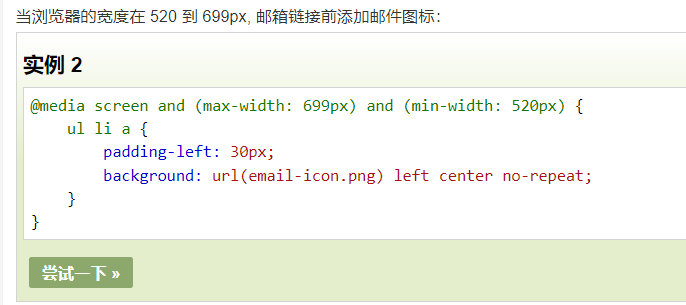 当浏览器的宽度在 520 到 699px, 邮箱链接前添加邮件图标：
实例 2
@media screen and (max-width: 699px) and (min-width: 520px) {
    ul li a {
        padding-left: 30px;
        background: url(email-icon.png) left center no-repeat;
    }
}
尝试一下 »